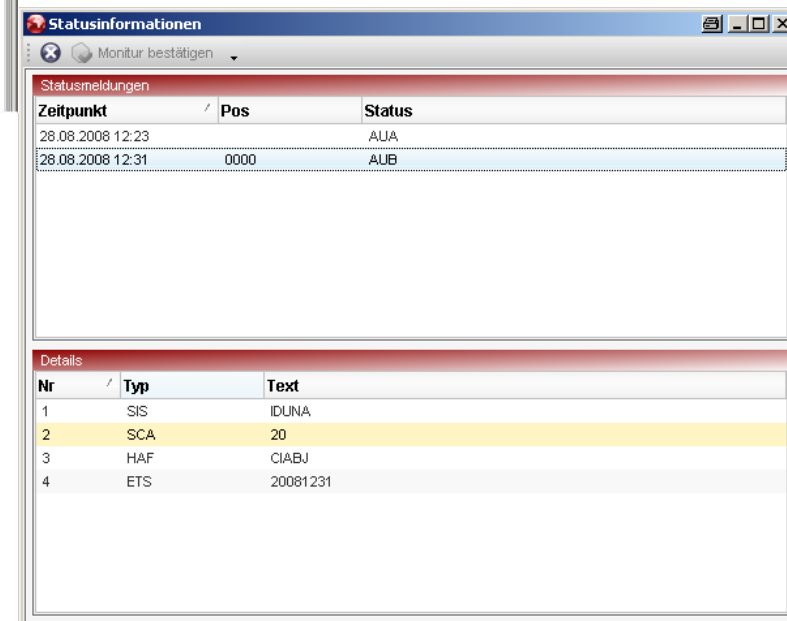 Statusinformationen
Monitur bestätigen
Statusmeldungen
Zeitpunkt Pos Status
28.08.2008 12:23 AUA
28.08.2008 12:31 0000 AUB
Details
Nr Typ Text
1 SIS IDUNA
2 SCA 20
3 HAF CIABJ
4 ETS 20081231